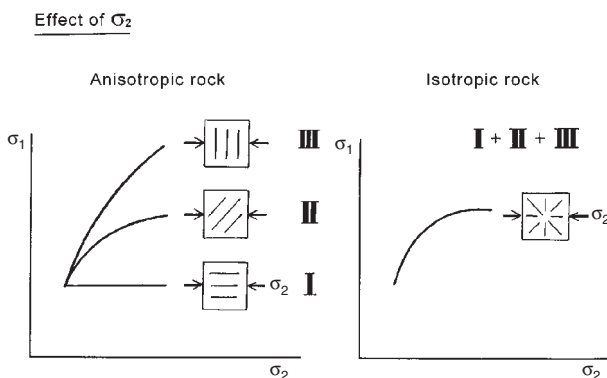 Effect of σ₂
Anisotropic rock
Isotropic rock
σ₁
III
II
σ₂ I
σ₂
I + II + III
σ₁
σ₂
σ₂